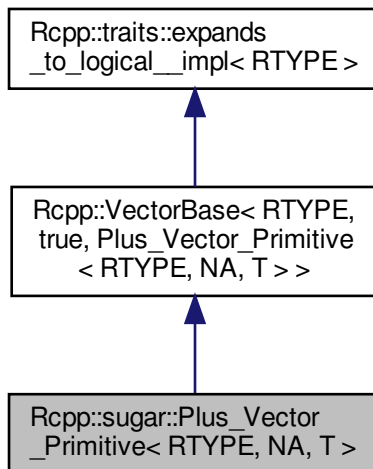 Rcpp::traits::expands
_to_logical__impl< RTYPE >
Rcpp::VectorBase< RTYPE,
true, Plus_Vector_Primitive
< RTYPE, NA, T > >
Rcpp::sugar::Plus_Vector
_Primitive< RTYPE, NA, T >